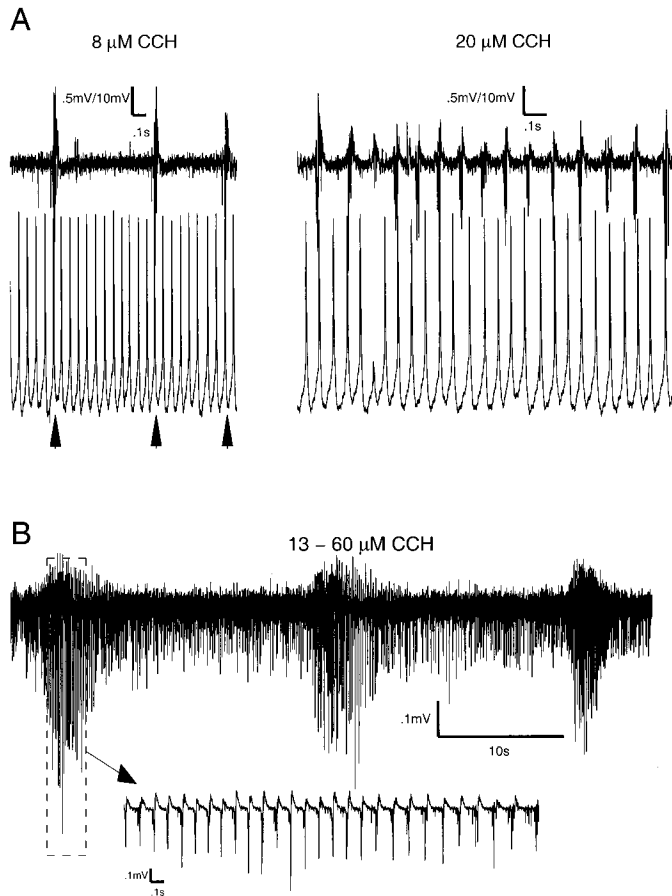 A
8 µM CCH
20 µM CCH
.5mV/10mV
.1s
.5mV/10mV
.1s
B
13 – 60 µM CCH
.1mV
10s
.1mV
.1s